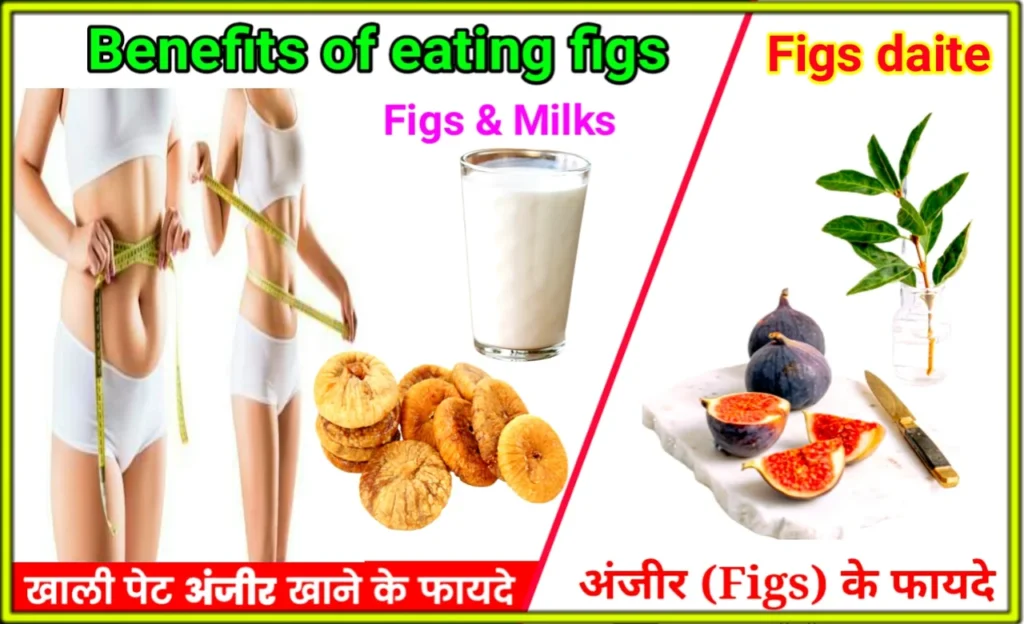 Benefits of eating figs
Figs daite
Figs & Milks
खाली पेट अंजीर खाने के फायदे
अंजीर (Figs) के फायदे